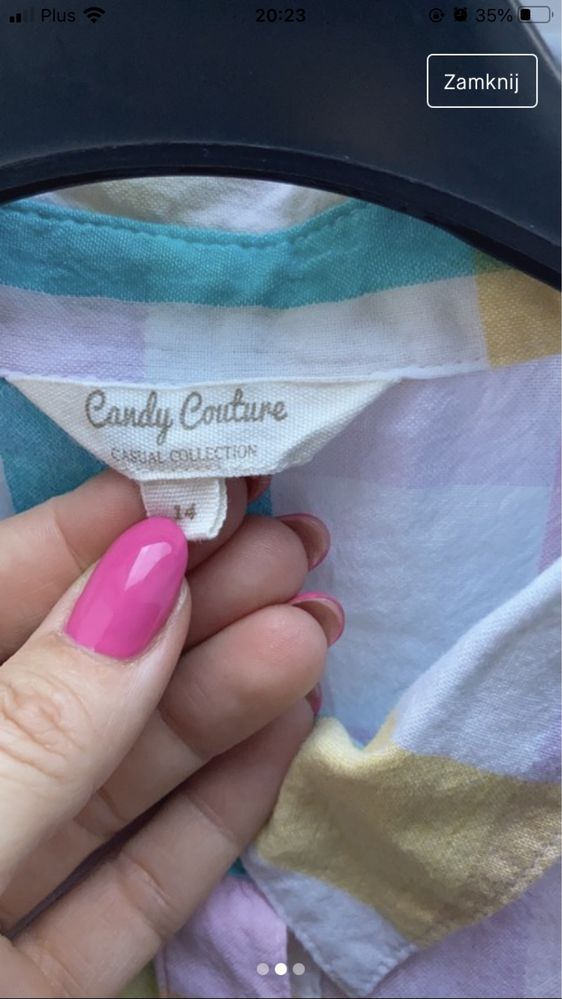 Plus 20:23 35%
Zamknij
Candy Couture
CASUAL COLLECTION
14